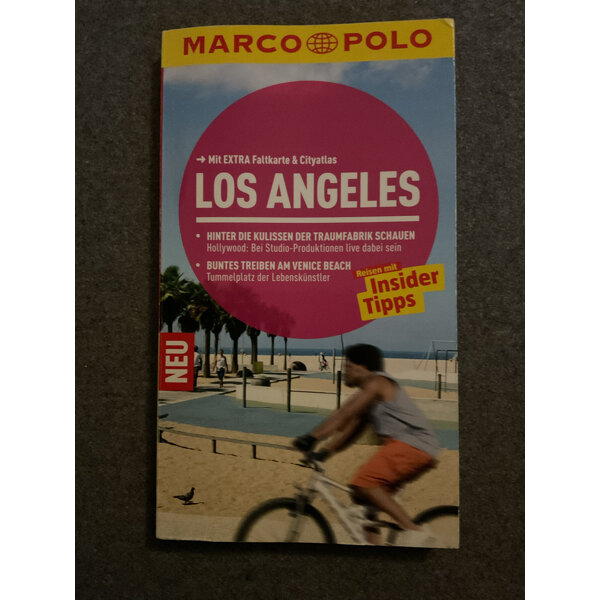 MARCO POLO
→ Mit EXTRA Faltkarte & Cityatlas
LOS ANGELES
• HINTER DIE KULISSEN DER TRAUMFABRIK SCHAUEN
Hollywood: Bei Studio-Produktionen live dabei sein
• BUNTES TREIBEN AM VENICE BEACH
Tummelplatz der Lebenskünstler
Reisen mit
Insider
Tipps
NEU